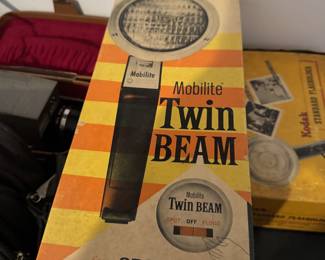 Mobilite
Mobilite
Twin
BEAM
Mobilite
Twin BEAM
SPOT OFF FLOOD
Kodak
STANDARD FLASHHOLDER